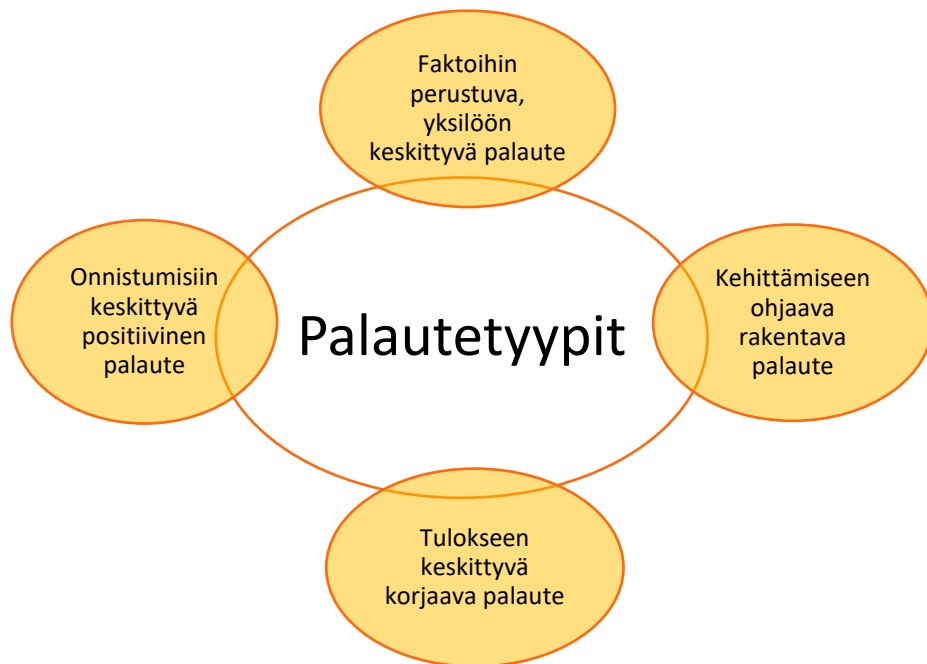 Faktoihin
perustuva,
yksilöön
keskittyvä palaute
Onnistumisiin
keskittyvä
positiivinen
palaute
Palautetyypit
Kehittämiseen
ohjaava
rakentava
palaute
Tulokseen
keskittyvä
korjaava palaute